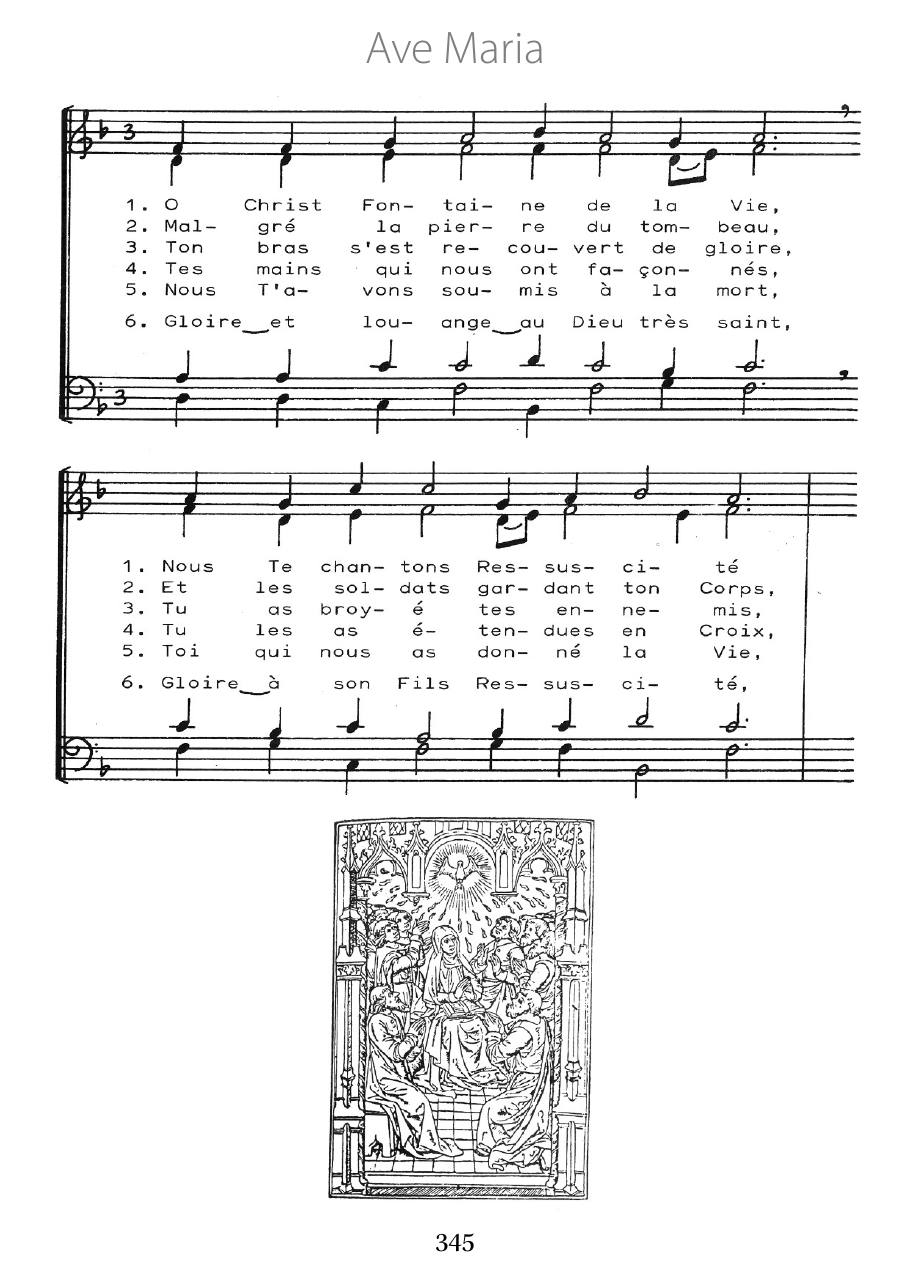 Ave Maria
3
1. O Christ Fon- tai- ne de la Vie,
2. Mal- gré la pier- re du tom- beau,
3. Ton bras s'est re- cou- vert de gloire,
4. Tes mains qui nous ont fa- çon- nés,
5. Nous T'a- vons sou- mis à la mort,
6. Gloire‿et lou- ange‿au Dieu très saint,
3
1. Nous Te chan- tons Res- sus- ci- té
2. Et les sol- dats gar- dant ton Corps,
3. Tu as broy- é tes en- ne- mis,
4. Tu les as é- ten- dues en Croix,
5. Toi qui nous as don- né la Vie,
6. Gloire‿à son Fils Res- sus- ci- té,
345